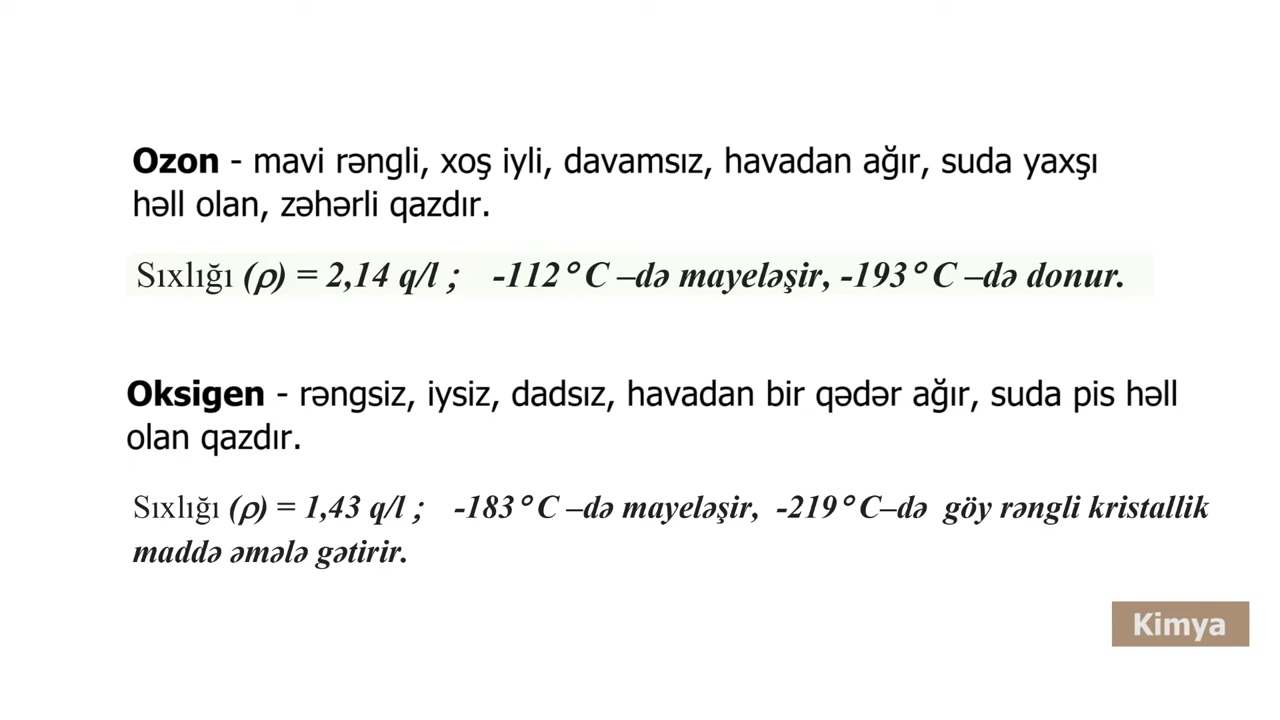 Ozon - mavi rəngli, xoş iyli, davamsız, havadan ağır, suda yaxşı
həll olan, zəhərli qazdır.
Sıxlığı (ρ) = 2,14 q/l ; -112° C –də mayeləşir, -193° C –də donur.
Oksigen - rəngsiz, iysiz, dadsız, havadan bir qədər ağır, suda pis həll
olan qazdır.
Sıxlığı (ρ) = 1,43 q/l ; -183° C –də mayeləşir, -219° C–də göy rəngli kristallik
maddə əmələ gətirir.
Kimya